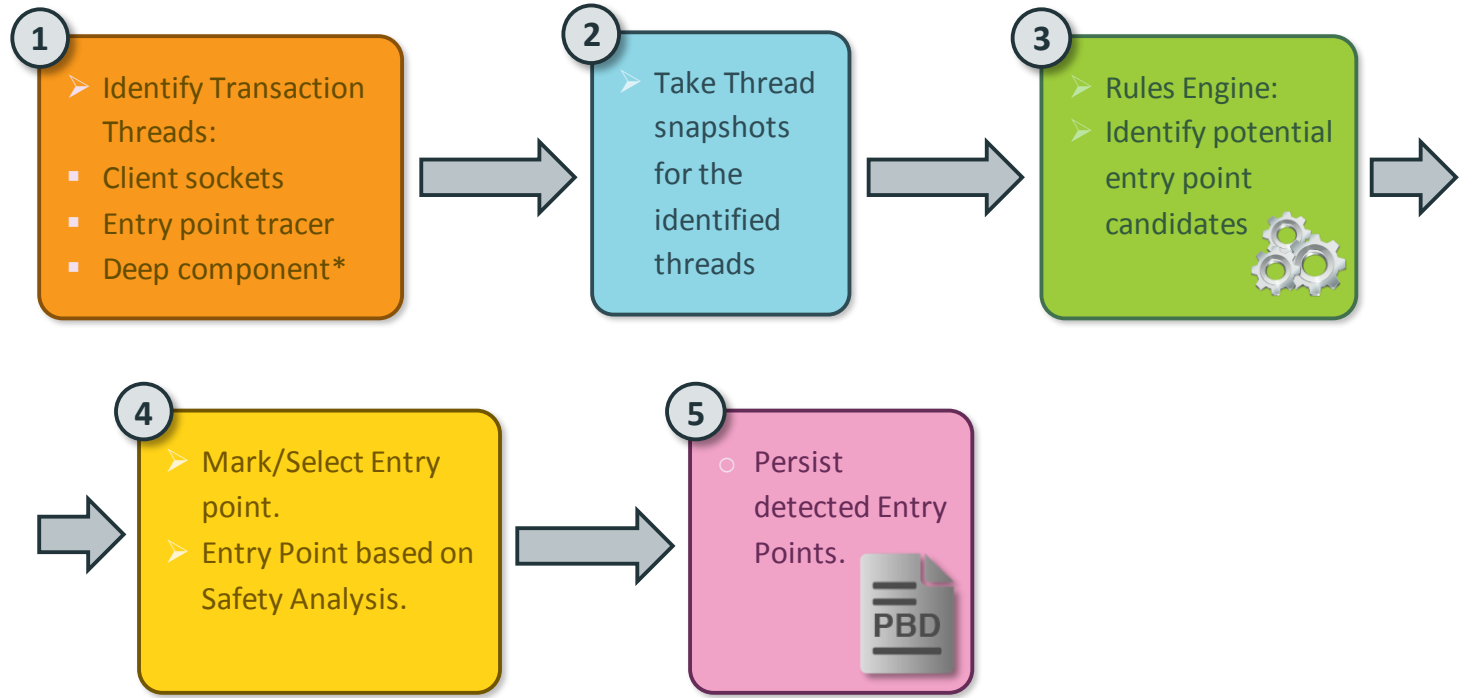 1
Identify Transaction
Threads:
Client sockets
Entry point tracer
Deep component*
2
Take Thread
snapshots
for the
identified
threads
3
Rules Engine:
Identify potential
entry point
candidates
4
Mark/Select Entry
point.
Entry Point based on
Safety Analysis.
5
Persist
detected Entry
Points.
PBD